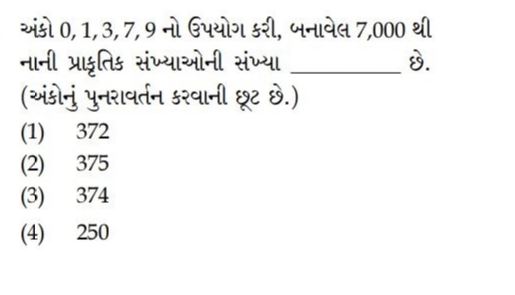 અંકો 0, 1, 3, 7, 9 નો ઉપયોગ કરી, બનાવેલ 7,000 થી
નાની પ્રાકૃતિક સંખ્યાઓની સંખ્યા __________ છે.
(અંકોનું પુનરાવર્તન કરવાની છૂટ છે.)
(1) 372
(2) 375
(3) 374
(4) 250